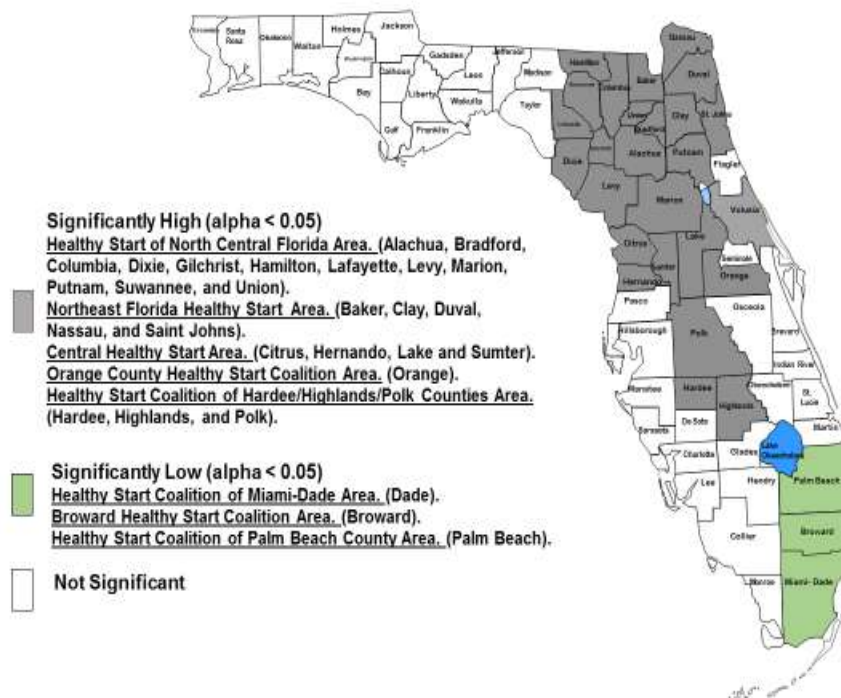 Jackson
Holmes
Santa
Rosa
Okaloosa
Walton
Washington
Gadsden
Jefferson
Calhoun
Leon
Madison
Bay
Liberty
Wakulla
Taylor
Gulf
Franklin
Nassau
Hamilton
Baker
Duval
Columbia
Union
Bradford
Clay
St. Johns
Dixie
Alachua
Putnam
Flagler
Levy
Marion
Volusia
Citrus
Lake
Sumter
Seminole
Hernando
Orange
Pasco
Osceola
Hillsborough
Polk
Brevard
Indian River
Manatee
Hardee
Okeechobee
St.
Lucie
Highlands
Sarasota
De Soto
Martin
Charlotte
Glades
Lake
Okeechobee
Lee
Hendry
Palm Beach
Collier
Broward
Monroe
Miami- Dade
Significantly High (alpha < 0.05)
Healthy Start of North Central Florida Area. (Alachua, Bradford,
Columbia, Dixie, Gilchrist, Hamilton, Lafayette, Levy, Marion,
Putnam, Suwannee, and Union).
Northeast Florida Healthy Start Area. (Baker, Clay, Duval,
Nassau, and Saint Johns).
Central Healthy Start Area. (Citrus, Hernando, Lake and Sumter).
Orange County Healthy Start Coalition Area. (Orange).
Healthy Start Coalition of Hardee/Highlands/Polk Counties Area.
(Hardee, Highlands, and Polk).
Significantly Low (alpha < 0.05)
Healthy Start Coalition of Miami-Dade Area. (Dade).
Broward Healthy Start Coalition Area. (Broward).
Healthy Start Coalition of Palm Beach County Area. (Palm Beach).
Not Significant